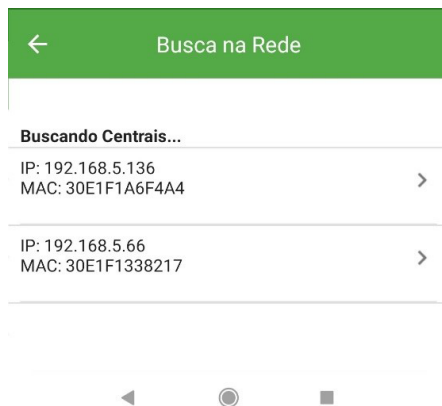 Busca na Rede
Buscando Centrais...
IP: 192.168.5.136
MAC: 30E1F1A6F4A4
IP: 192.168.5.66
MAC: 30E1F1338217